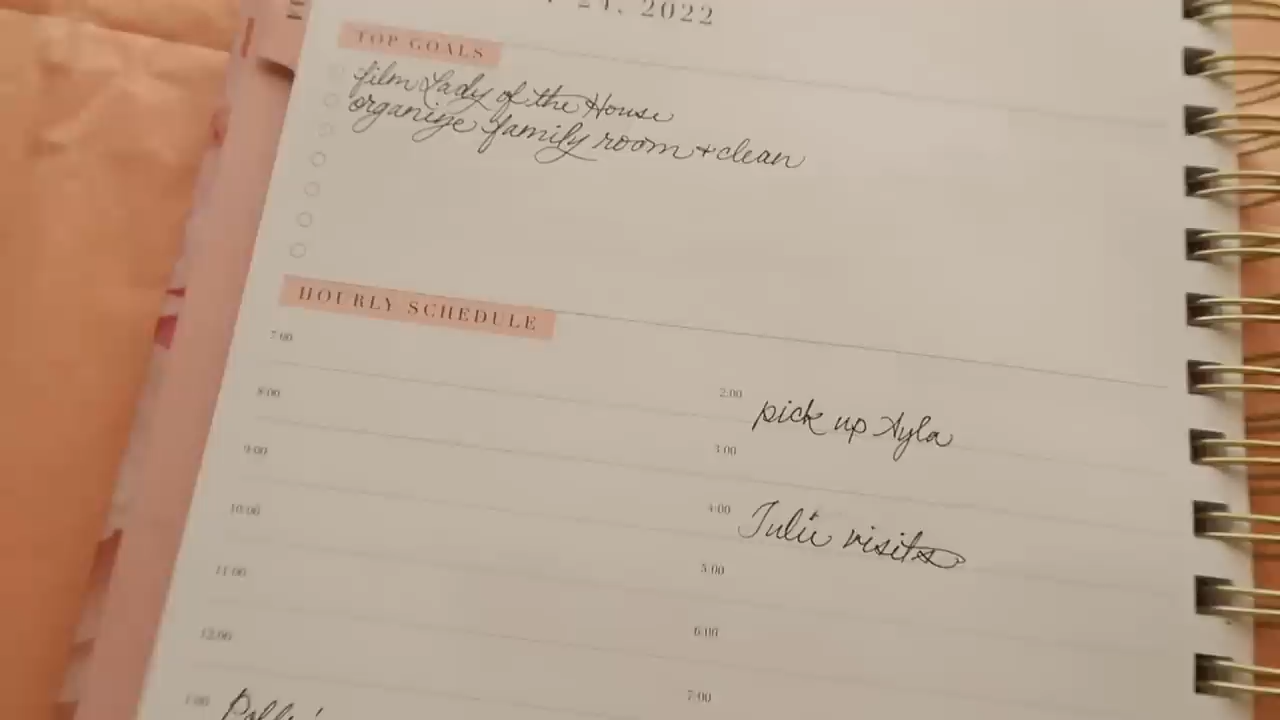 24, 2022
TOP GOALS
film Lady of the House
organize family room + clean
HOURLY SCHEDULE
7:00
8:00
9:00
10:00
11:00
12:00
1:00
2:00 pick up Ayla
3:00
4:00 Julie visits
5:00
6:00
7:00